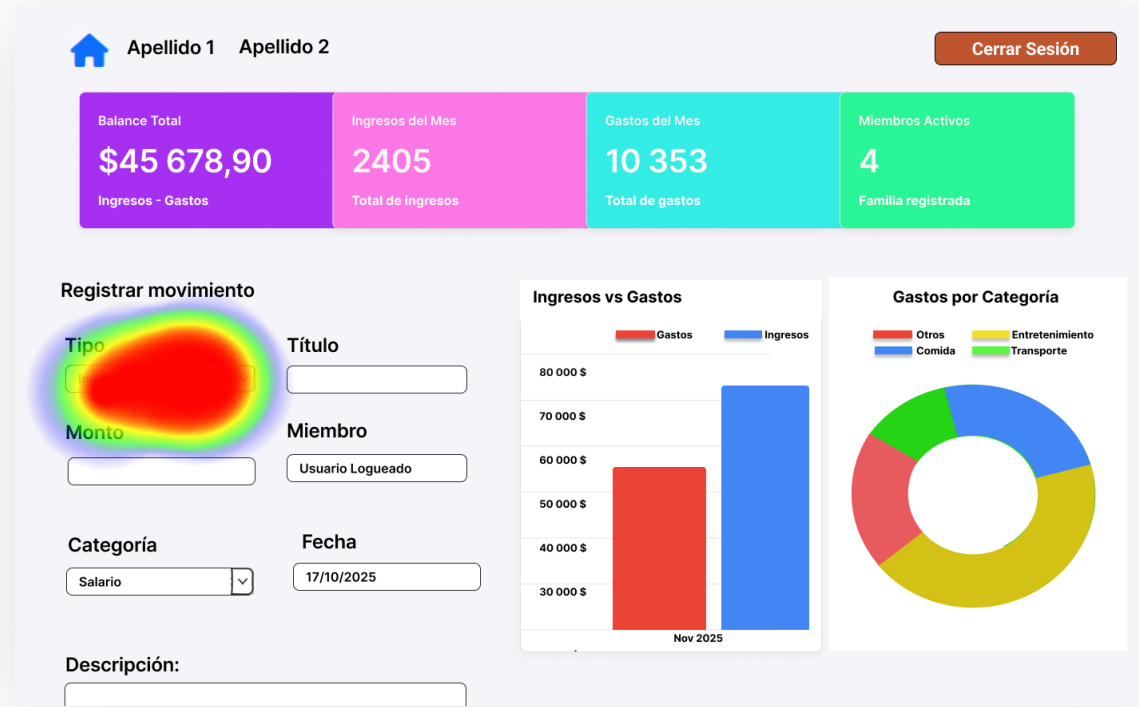 Apellido 1 Apellido 2
Cerrar Sesión
Balance Total
$45 678,90
Ingresos - Gastos
Ingresos del Mes
2405
Total de ingresos
Gastos del Mes
10 353
Total de gastos
Miembros Activos
4
Familia registrada
Registrar movimiento
Tipo
Título
Monto
Miembro
Usuario Logueado
Categoría
Fecha
Salario
17/10/2025
Descripción:
Ingresos vs Gastos
Gastos
Ingresos
80 000 $
70 000 $
60 000 $
50 000 $
40 000 $
30 000 $
Nov 2025
Gastos por Categoría
Otros
Entretenimiento
Comida
Transporte